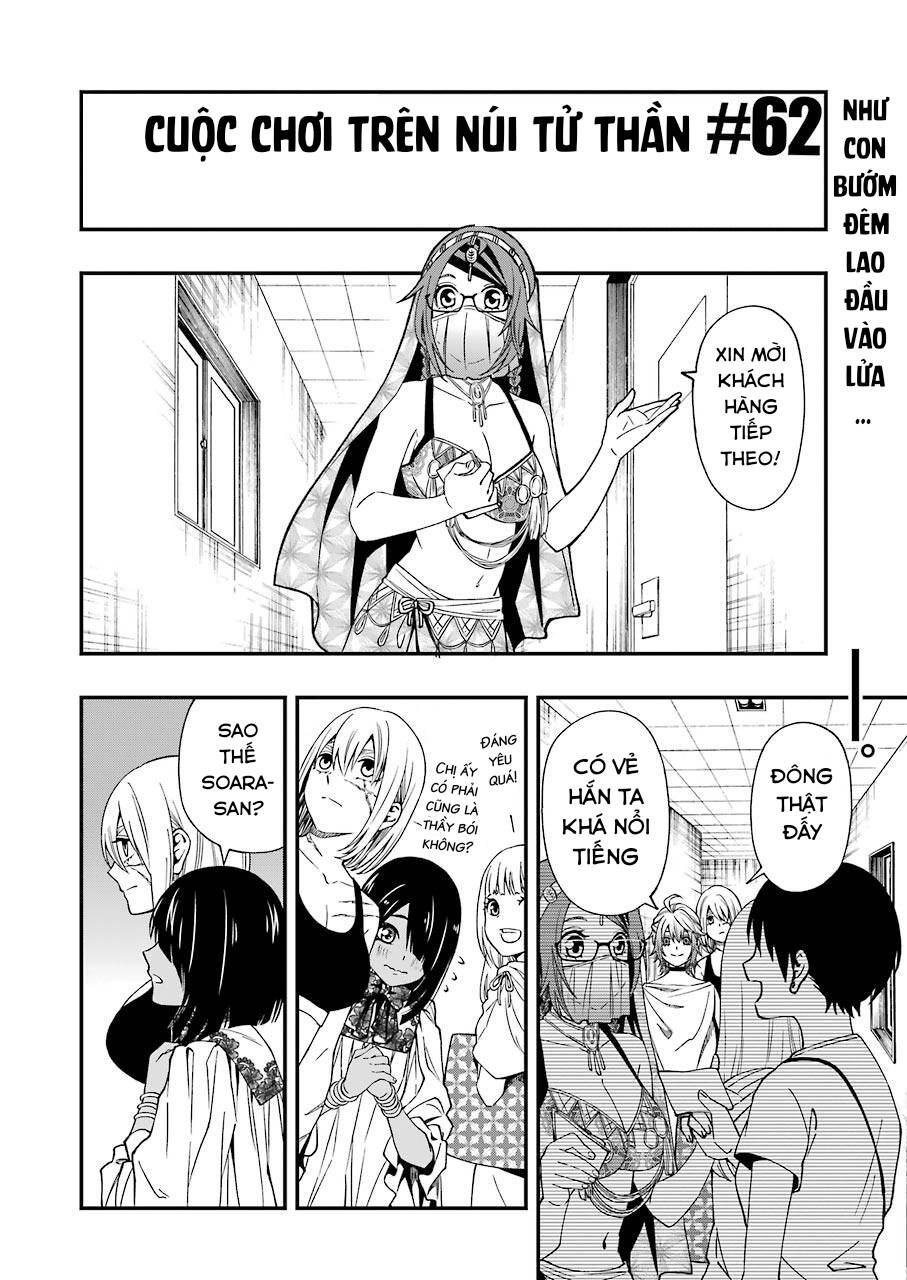 CUỘC CHƠI TRÊN NÚI TỬ THẦN #62
NHƯ
CON
BƯỚM
ĐÊM
LAO
ĐẦU
VÀO
LỬA
...
XIN MỜI
KHÁCH
HÀNG
TIẾP
THEO!
ĐÔNG
THẬT
ĐẤY
CÓ VẺ
HẮN TA
KHÁ NỔI
TIẾNG
ĐÁNG
YÊU
QUÁ!
CHỊ ẤY
CÓ PHẢI
CŨNG LÀ
THẦY BÓI
KHÔNG?
SAO
THẾ
SOARA-
SAN?